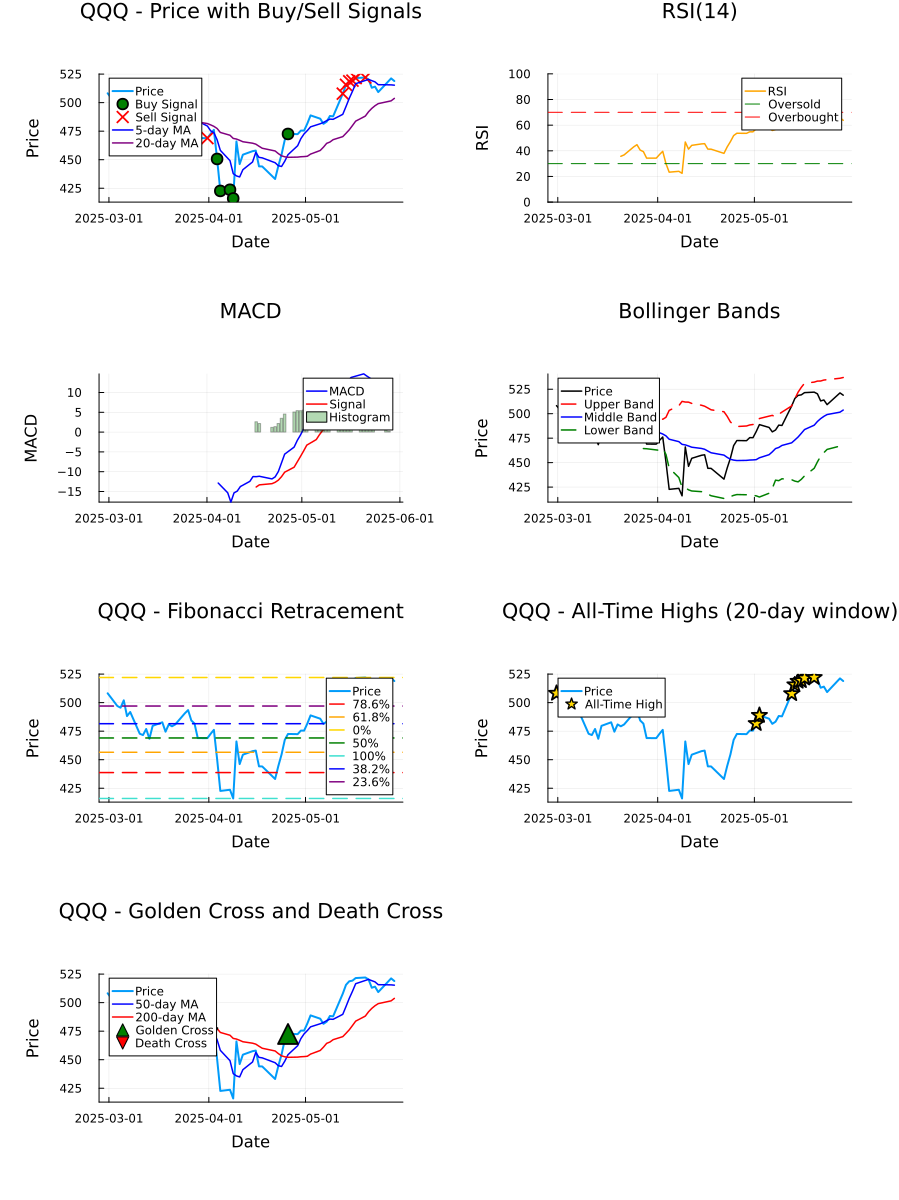 QQQ - Price with Buy/Sell Signals
525
500
475
450
425
Price
Price
Buy Signal
Sell Signal
5-day MA
20-day MA
2025-03-01
2025-04-01
2025-05-01
Date
RSI(14)
100
80
60
40
20
0
RSI
RSI
Oversold
Overbought
2025-03-01
2025-04-01
2025-05-01
Date
MACD
10
5
0
−5
−10
−15
MACD
MACD
Signal
Histogram
2025-03-01
2025-04-01
2025-05-01
2025-06-01
Date
Bollinger Bands
525
500
475
450
425
Price
Price
Upper Band
Middle Band
Lower Band
2025-03-01
2025-04-01
2025-05-01
Date
QQQ - Fibonacci Retracement
525
500
475
450
425
Price
Price
78.6%
61.8%
0%
50%
100%
38.2%
23.6%
2025-03-01
2025-04-01
2025-05-01
Date
QQQ - All-Time Highs (20-day window)
525
500
475
450
425
Price
Price
All-Time High
2025-03-01
2025-04-01
2025-05-01
Date
QQQ - Golden Cross and Death Cross
525
500
475
450
425
Price
Price
50-day MA
200-day MA
Golden Cross
Death Cross
2025-03-01
2025-04-01
2025-05-01
Date